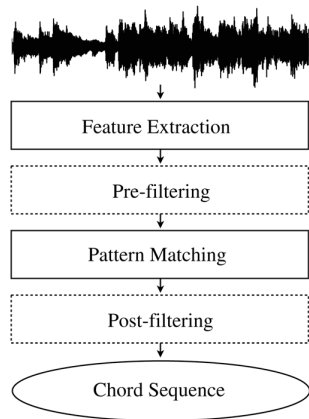 Feature Extraction
Pre-filtering
Pattern Matching
Post-filtering
Chord Sequence